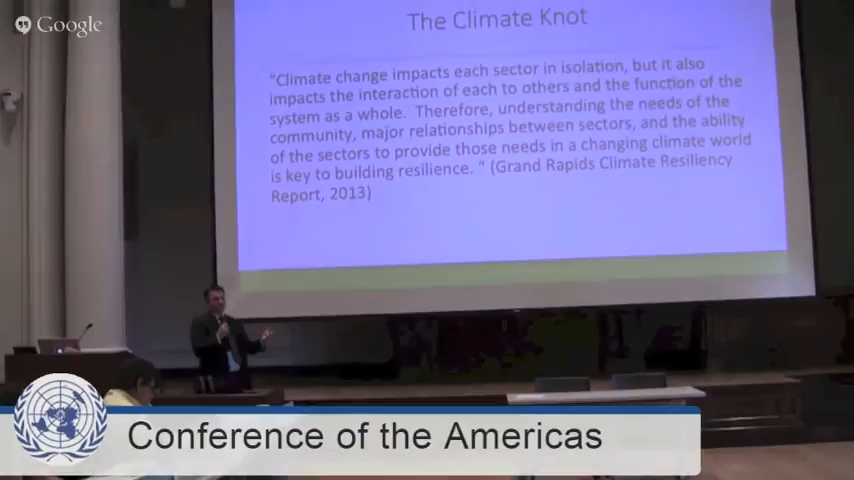 Google
The Climate Knot
"Climate change impacts each sector in isolation, but it also
impacts the interaction of each to others and the function of the
system as a whole. Therefore, understanding the needs of the
community, major relationships between sectors, and the ability
of the sectors to provide those needs in a changing climate world
is key to building resilience. " (Grand Rapids Climate Resiliency
Report, 2013)
Conference of the Americas